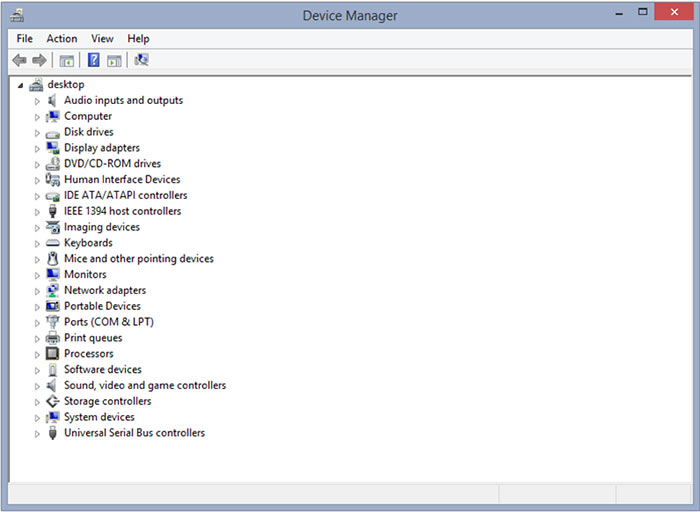 Device Manager
File Action View Help
desktop
Audio inputs and outputs
Computer
Disk drives
Display adapters
DVD/CD-ROM drives
Human Interface Devices
IDE ATA/ATAPI controllers
IEEE 1394 host controllers
Imaging devices
Keyboards
Mice and other pointing devices
Monitors
Network adapters
Portable Devices
Ports (COM & LPT)
Print queues
Processors
Software devices
Sound, video and game controllers
Storage controllers
System devices
Universal Serial Bus controllers